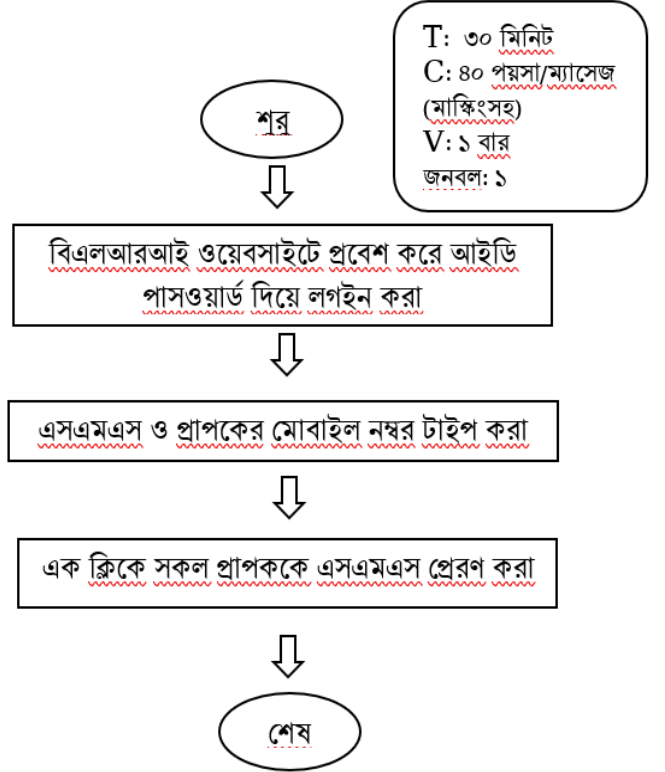 T: ৩০ মিনিট
C: ৪০ পয়সা/ম্যাসেজ
(মাস্কিংসহ)
V: ১ বার
জনবল: ১
শুরু
বিএলআরআই ওয়েবসাইটে প্রবেশ করে আইডি
পাসওয়ার্ড দিয়ে লগইন করা
এসএমএস ও প্রাপকের মোবাইল নম্বর টাইপ করা
এক ক্লিকে সকল প্রাপককে এসএমএস প্রেরণ করা
শেষ